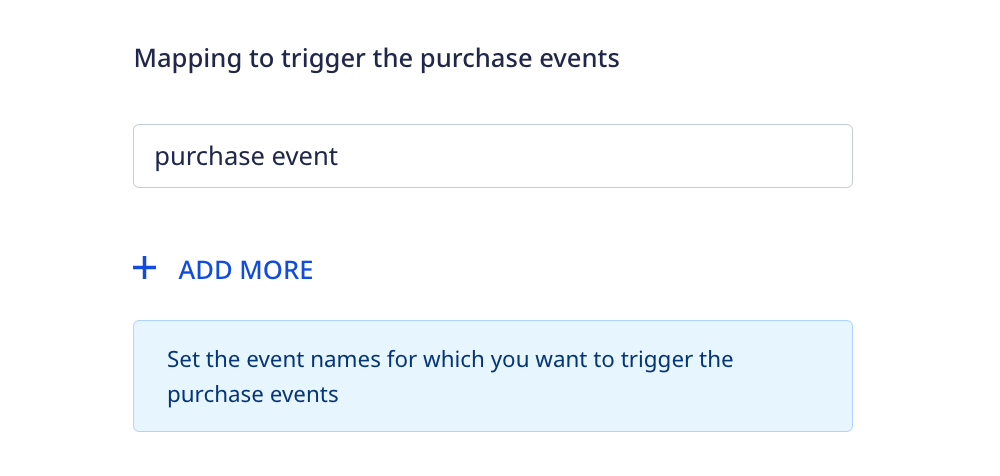 Mapping to trigger the purchase events
purchase event
+ ADD MORE
Set the event names for which you want to trigger the
purchase events